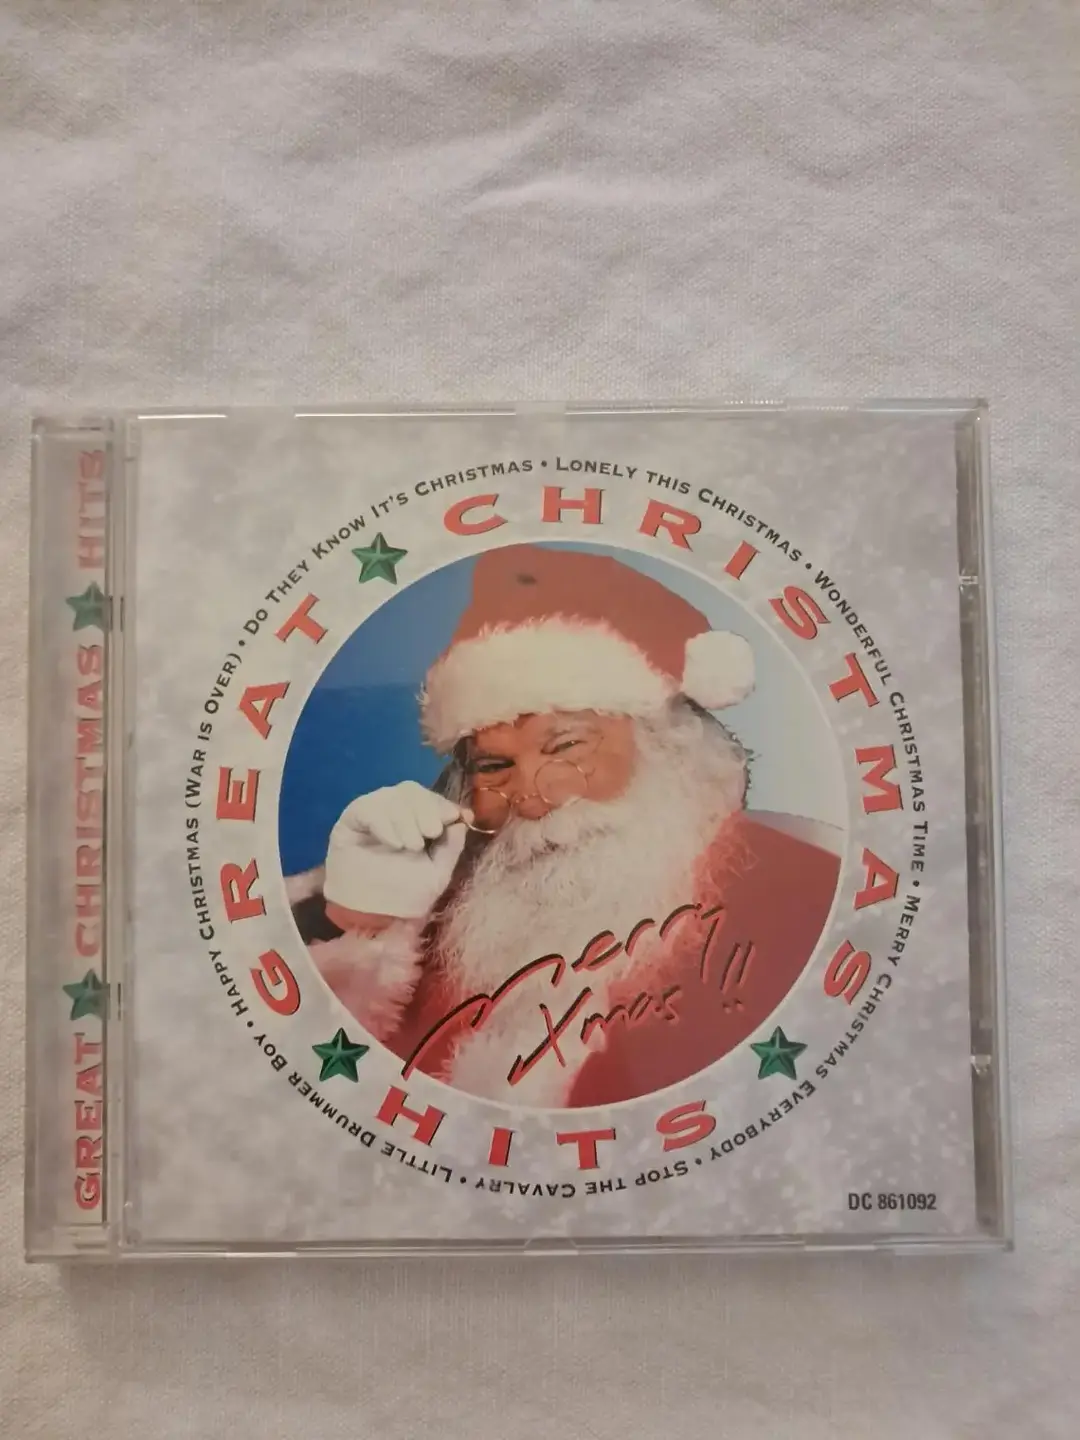 GREAT ★ CHRISTMAS ★ HITS
GREAT CHRISTMAS HITS
HAPPY CHRISTMAS (WAR IS OVER) • DO THEY KNOW IT'S CHRISTMAS • LONELY THIS CHRISTMAS • WONDERFUL CHRISTMAS TIME • MERRY CHRISTMAS EVERYBODY • STOP THE CAVALRY • LITTLE DRUMMER BOY •
Merry
Xmas!!
DC 861092